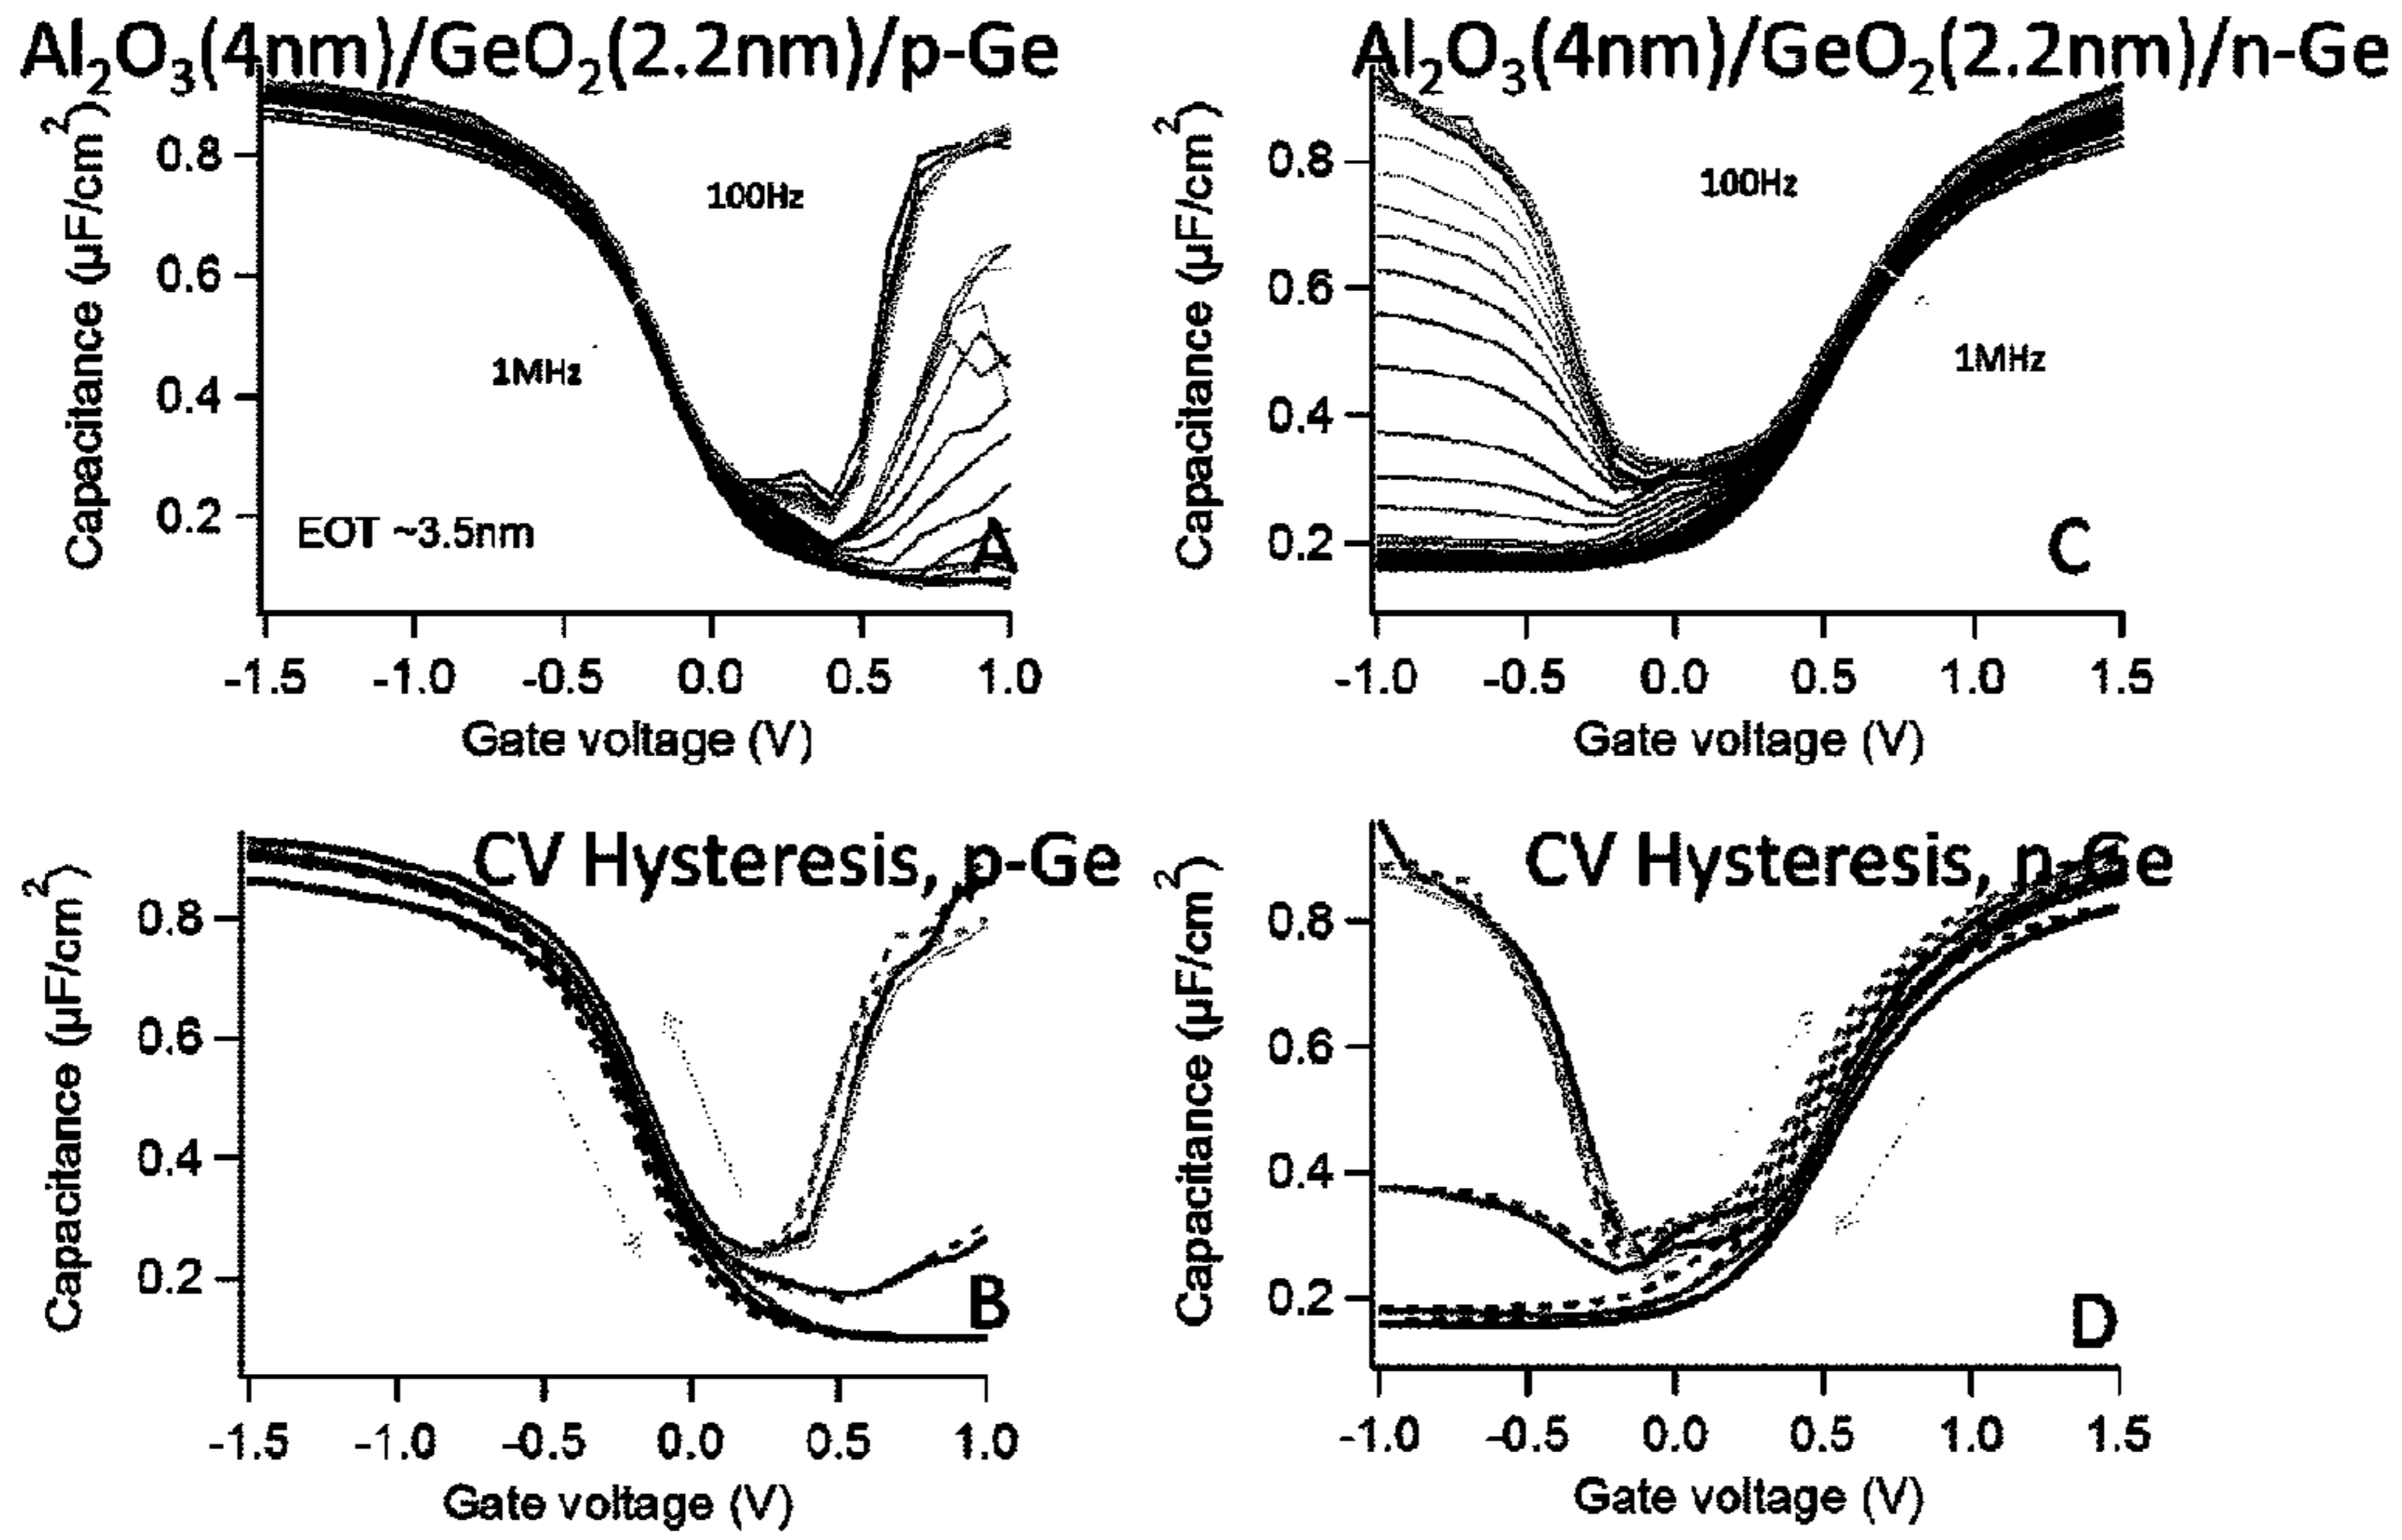 Al₂O₃(4nm)/GeO₂(2.2nm)/p-Ge
Capacitance (µF/cm²)
0.8
0.6
0.4
0.2
100Hz
1MHz
EOT ~3.5nm
A
-1.5 -1.0 -0.5 0.0 0.5 1.0
Gate voltage (V)
Al₂O₃(4nm)/GeO₂(2.2nm)/n-Ge
Capacitance (µF/cm²)
0.8
0.6
0.4
0.2
100Hz
1MHz
C
-1.0 -0.5 0.0 0.5 1.0 1.5
Gate voltage (V)
CV Hysteresis, p-Ge
Capacitance (µF/cm²)
0.8
0.6
0.4
0.2
B
-1.5 -1.0 -0.5 0.0 0.5 1.0
Gate voltage (V)
CV Hysteresis, n-Ge
Capacitance (µF/cm²)
0.8
0.6
0.4
0.2
D
-1.0 -0.5 0.0 0.5 1.0 1.5
Gate voltage (V)